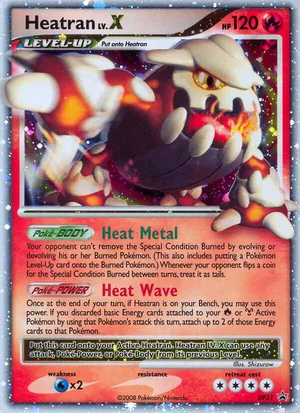 Heatran LV.X HP 120
LEVEL-UP Put onto Heatran
Poké-BODY Heat Metal
Your opponent can't remove the Special Condition Burned by evolving or
devolving his or her Burned Pokémon. (This also includes putting a Pokémon
Level-Up card onto the Burned Pokémon.) Whenever your opponent flips a coin
for the Special Condition Burned between turns, treat it as tails.
Poké-POWER Heat Wave
Once at the end of your turn, if Heatran is on your Bench, you may use this
power. If you discarded basic Energy cards attached to your or Active
Pokémon by using that Pokémon's attack this turn, attach up to 2 of those Energy
cards to that Pokémon.
Put this card onto your Active Heatran. Heatran LV.X can use any
attack, Poké-Power, or Poké-Body from its previous Level.
Illus. Shizurow
weakness resistance retreat cost
x2
©2008 Pokémon/Nintendo
DP31